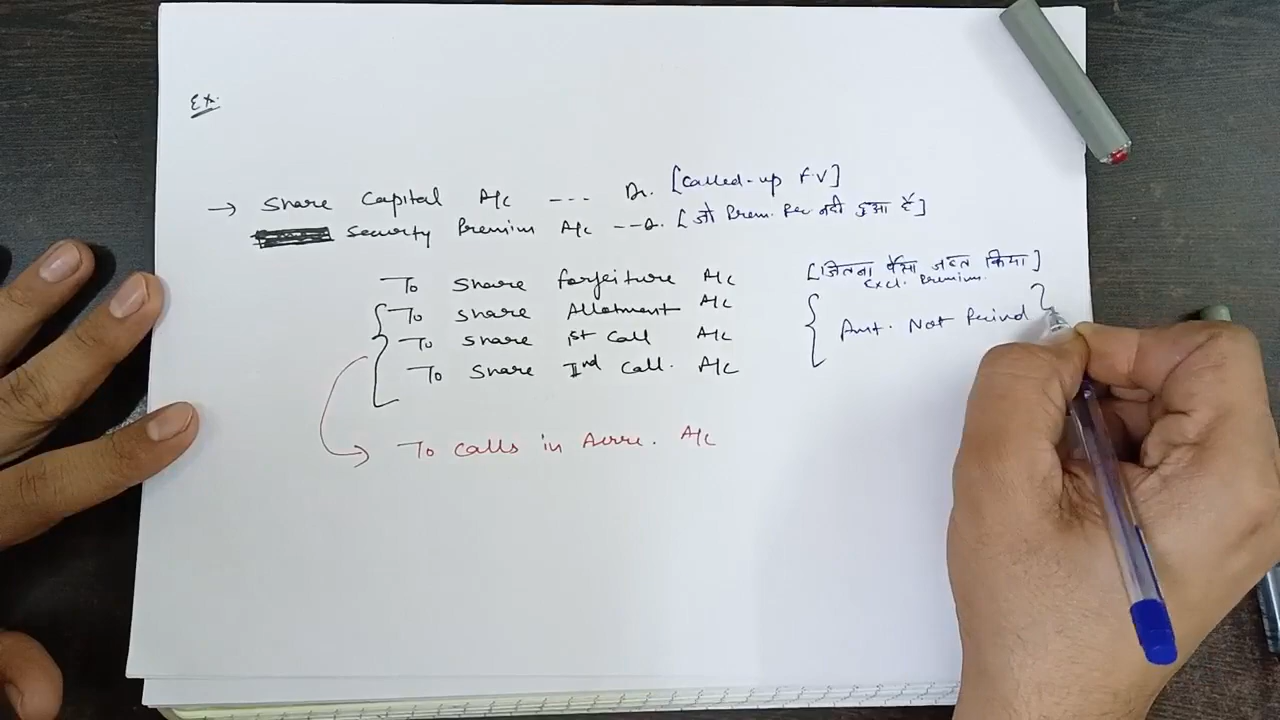 Ex.
→ Share Capital A/c --- Dr. [Called-up F.V]
Security Premium A/c --- Dr. [जो Prem. Rec. नहीं हुआ है]
To Share forfeiture A/c [जितना पैसा जब्त किया]
Excl. Premium.
To Share Allotment A/c
To Share 1st Call A/c { Amt. Not Recived }
To Share IInd Call. A/c
To Calls in Arre. A/c